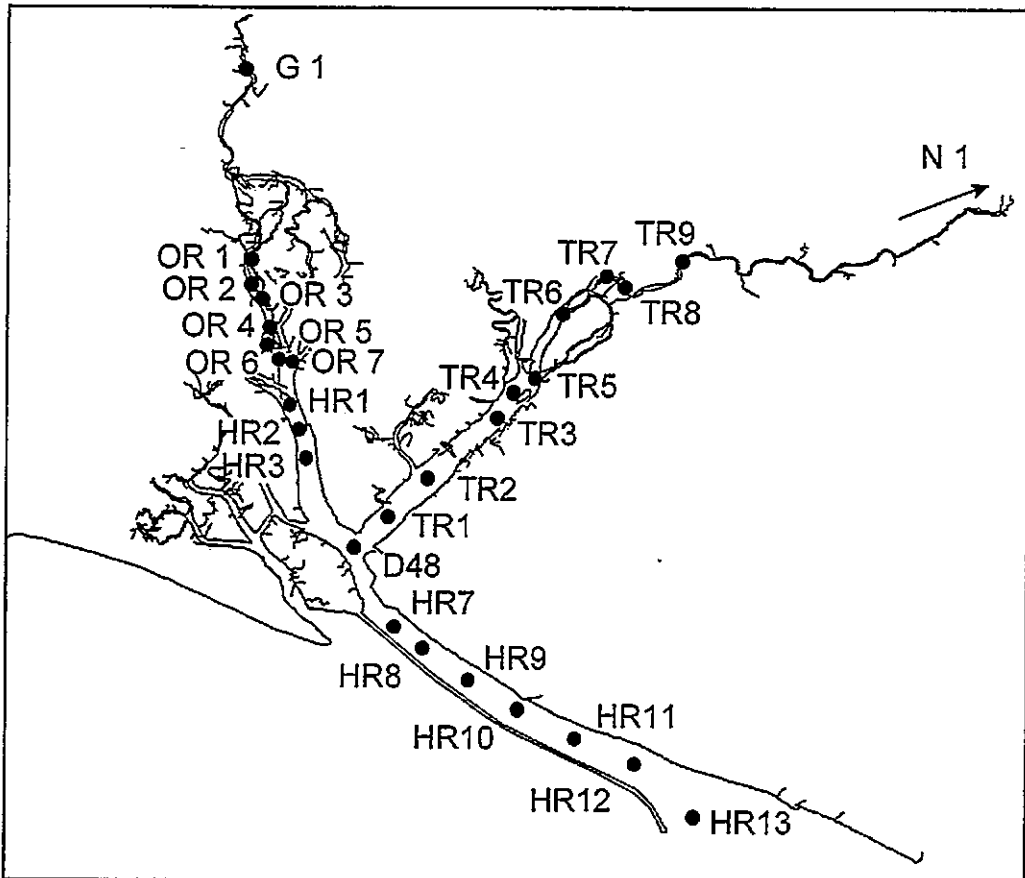 G 1
N 1
OR 1
TR7
TR9
OR 2
OR 3
TR6
TR8
OR 4
OR 5
OR 6
OR 7
TR4
TR5
HR1
TR3
HR2
HR3
TR2
TR1
D48
HR7
HR8
HR9
HR10
HR11
HR12
HR13